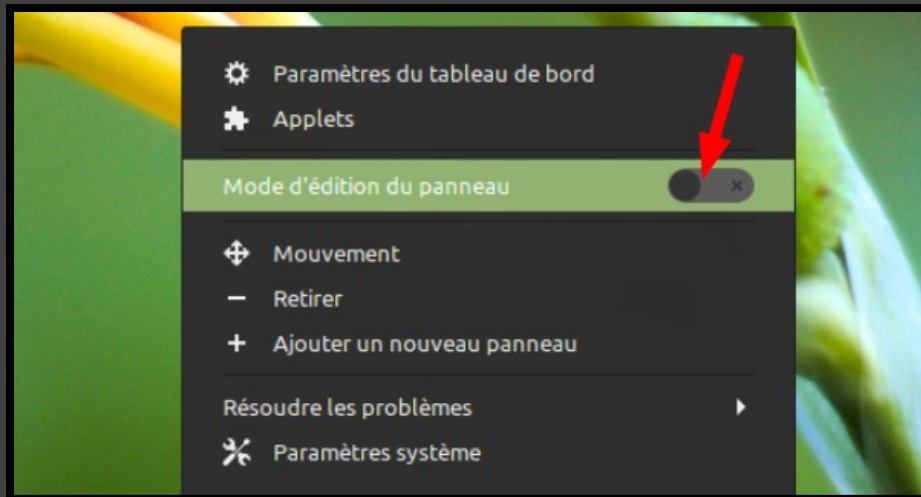 Paramètres du tableau de bord
Applets
Mode d'édition du panneau
Mouvement
Retirer
Ajouter un nouveau panneau
Résoudre les problèmes
Paramètres système